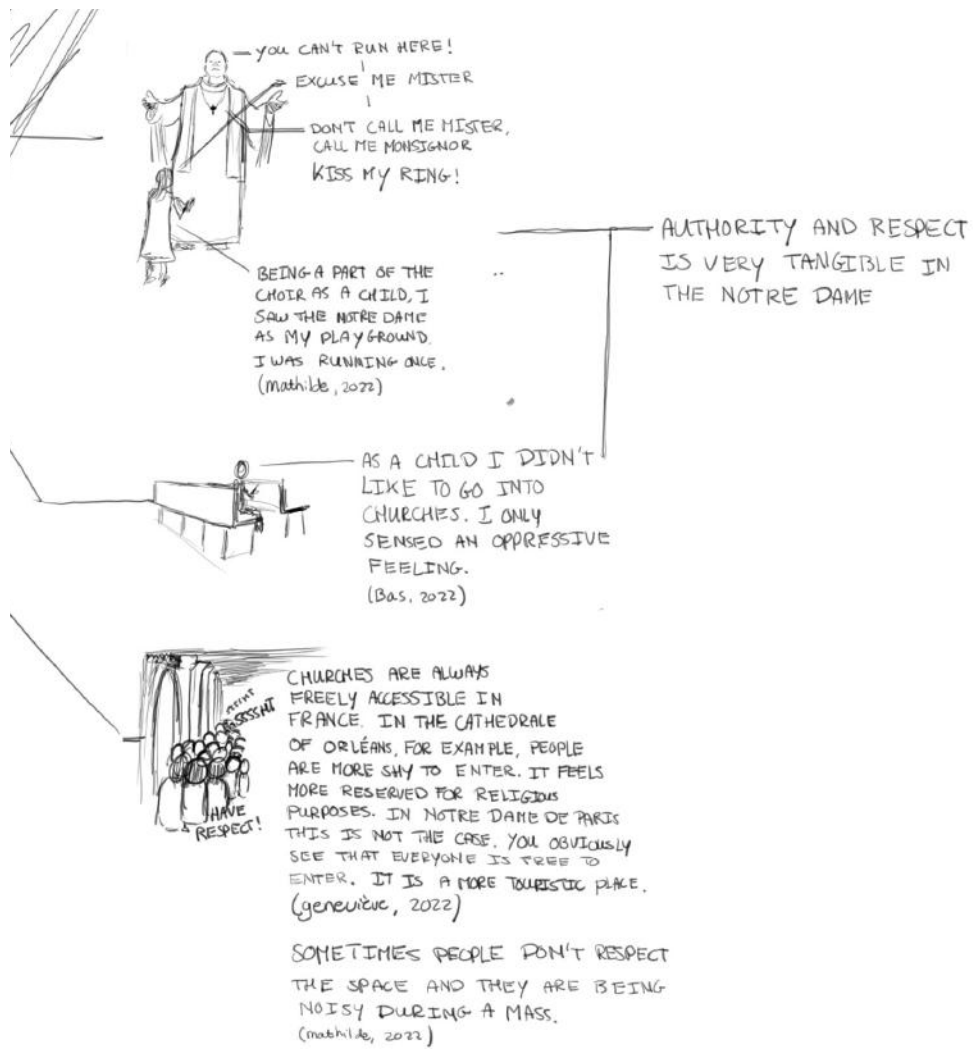 YOU CAN'T RUN HERE!
EXCUSE ME MISTER
DON'T CALL ME MISTER,
CALL ME MONSIGNOR
KISS MY RING!
BEING A PART OF THE
CHOIR AS A CHILD, I
SAW THE NOTRE DAME
AS MY PLAYGROUND.
I WAS RUNNING ONCE.
(mathilde, 2022)
AUTHORITY AND RESPECT
IS VERY TANGIBLE IN
THE NOTRE DAME
AS A CHILD I DIDN'T
LIKE TO GO INTO
CHURCHES. I ONLY
SENSED AN OPPRESSIVE
FEELING.
(Bas, 2022)
HAVE
RESPECT!
CHURCHES ARE ALWAYS
FREELY ACCESSIBLE IN
FRANCE. IN THE CATHEDRALE
OF ORLÉANS, FOR EXAMPLE, PEOPLE
ARE MORE SHY TO ENTER. IT FEELS
MORE RESERVED FOR RELIGIOUS
PURPOSES. IN NOTRE DAME DE PARIS
THIS IS NOT THE CASE. YOU OBVIOUSLY
SEE THAT EVERYONE IS FREE TO
ENTER. IT IS A MORE TOURISTIC PLACE.
(geneviève, 2022)
SOMETIMES PEOPLE DON'T RESPECT
THE SPACE AND THEY ARE BEING
NOISY DURING A MASS.
(mathilde, 2022)